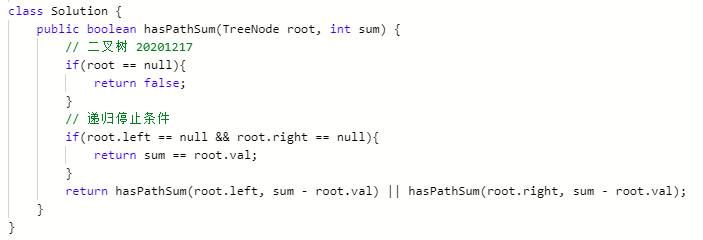 class Solution {
    public boolean hasPathSum(TreeNode root, int sum) {
        // 二叉树 20201217
        if(root == null){
            return false;
        }
        // 递归停止条件
        if(root.left == null && root.right == null){
            return sum == root.val;
        }
        return hasPathSum(root.left, sum - root.val) || hasPathSum(root.right, sum - root.val);
    }
}